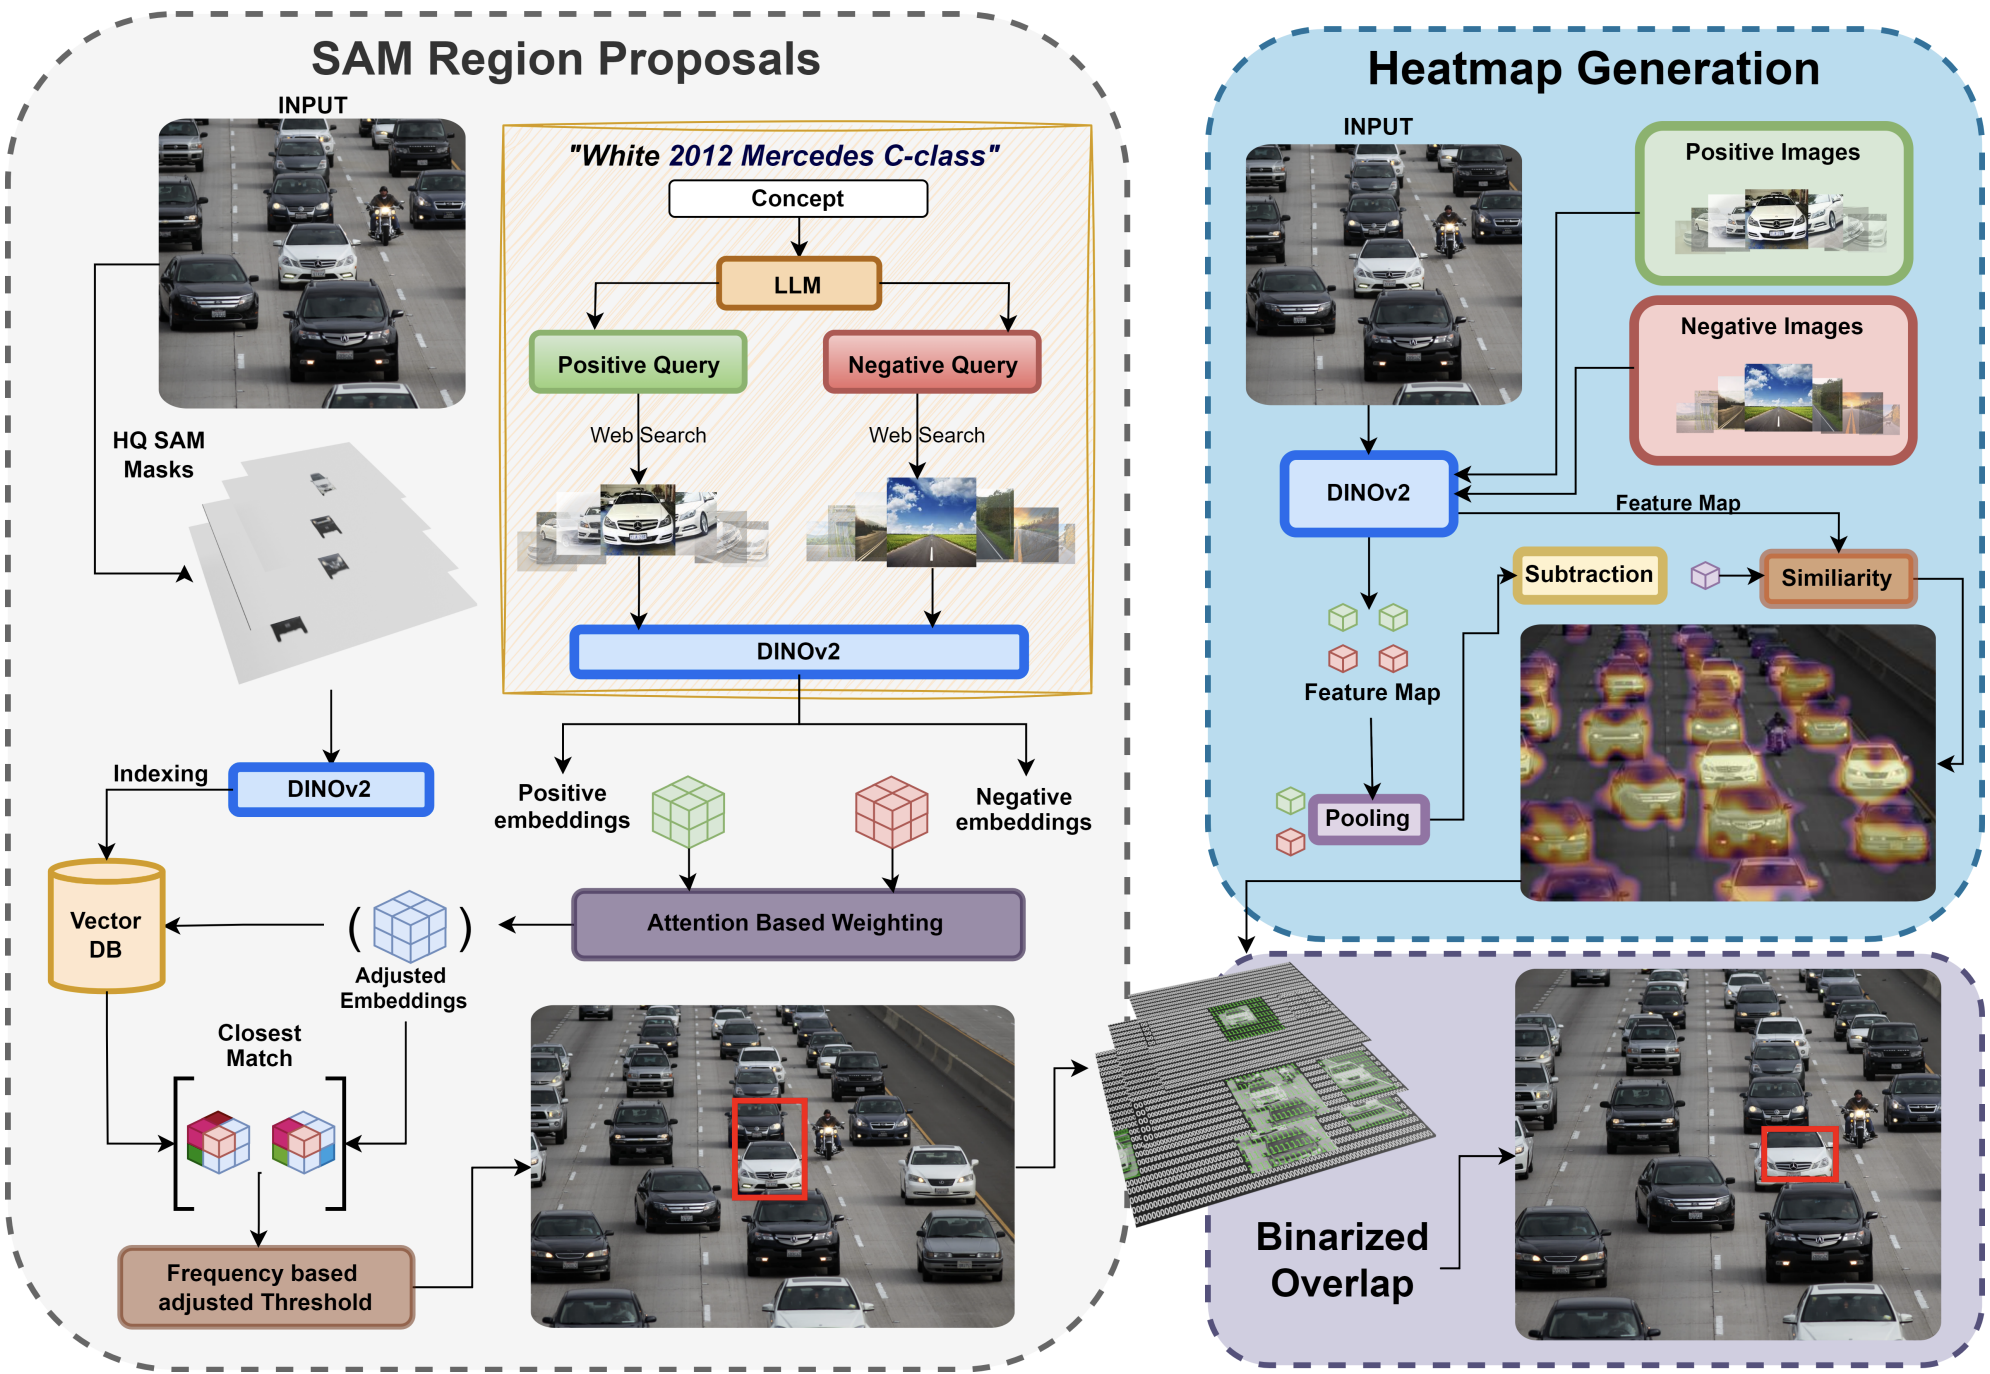 SAM Region Proposals
INPUT
"White 2012 Mercedes C-class"
Concept
LLM
Positive Query
Negative Query
Web Search
Web Search
HQ SAM
Masks
DINOv2
Indexing
DINOv2
Positive
embeddings
Negative
embeddings
Vector
DB
Attention Based Weighting
Adjusted
Embeddings
Closest
Match
Frequency based
adjusted Threshold
Heatmap Generation
INPUT
Positive Images
Negative Images
DINOv2
Feature Map
Subtraction
Similiarity
Feature Map
Pooling
Binarized
Overlap